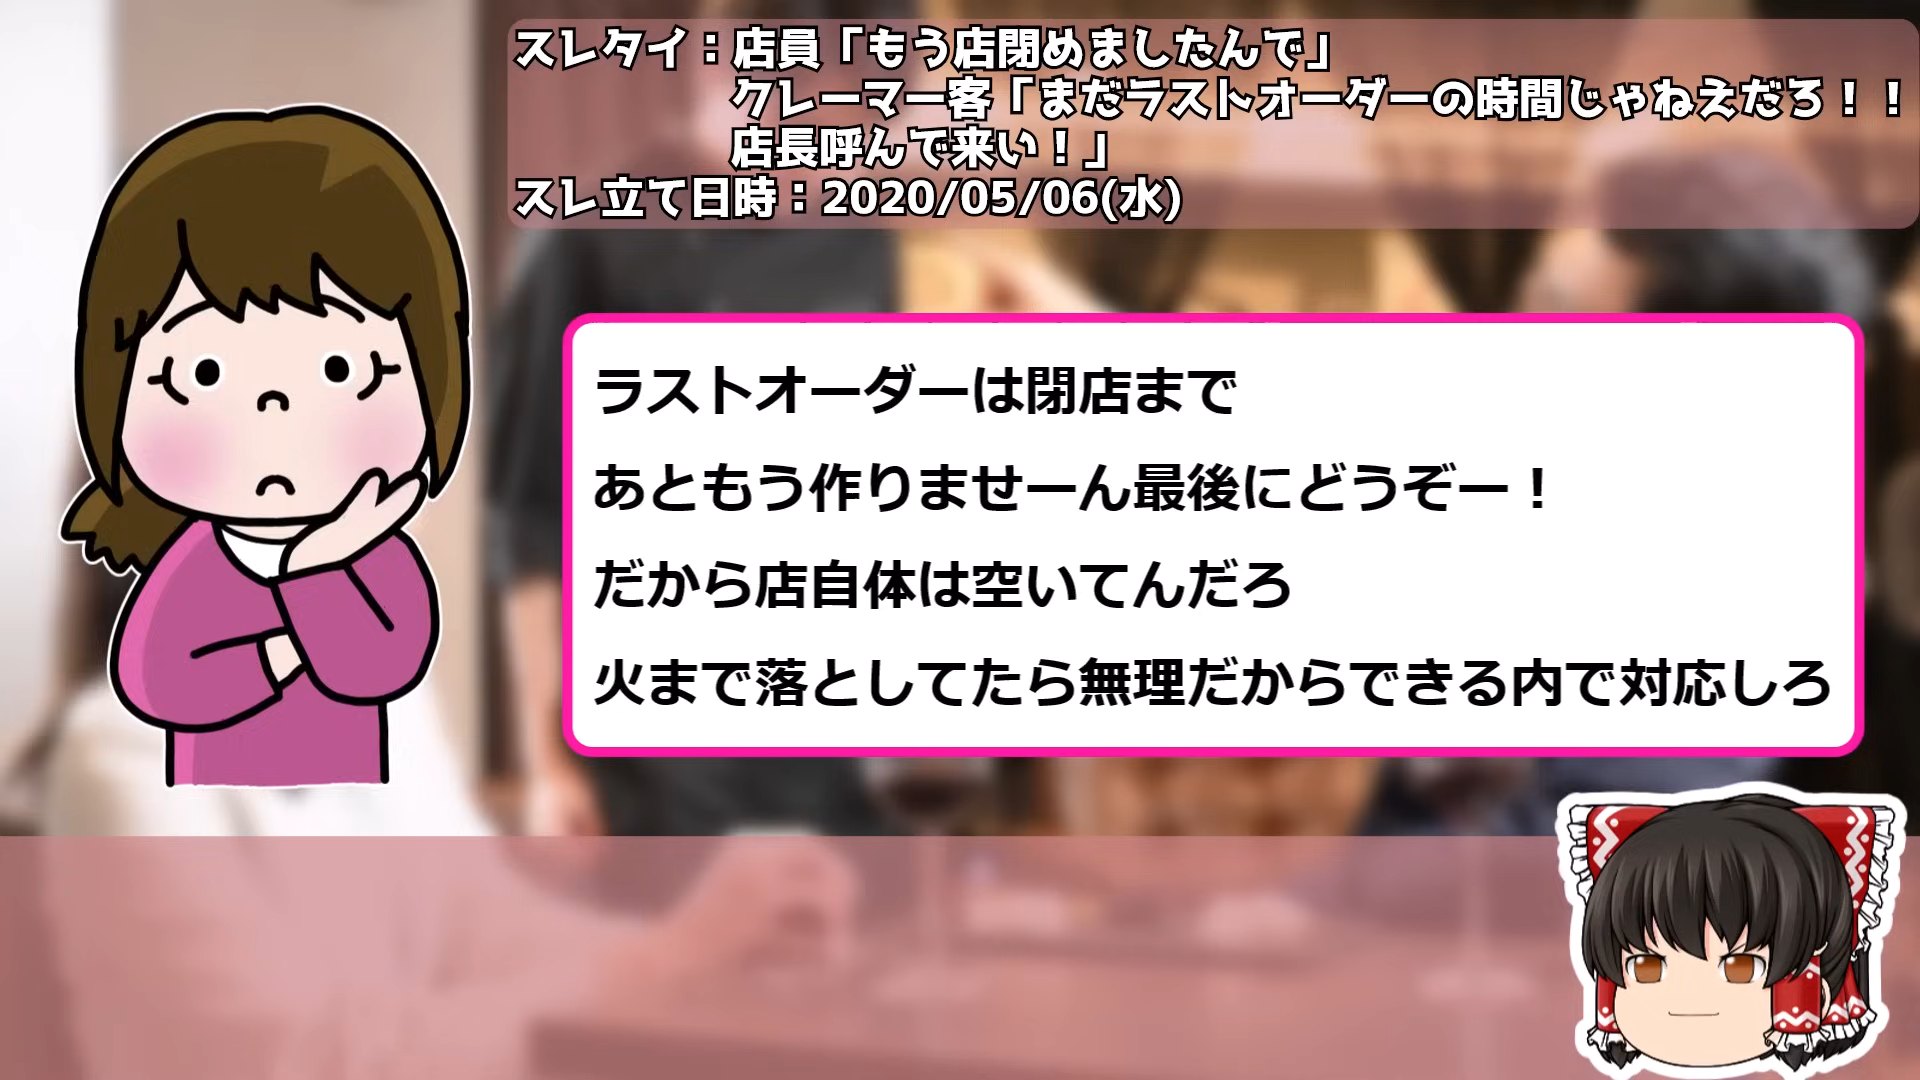 スレタイ：店員「もう店閉めましたんで」
クレーマー客「まだラストオーダーの時間じゃねえだろ！！
店長呼んで来い！」
スレ立て日時：2020/05/06(水)
ラストオーダーは閉店まで
あともう作りませーん最後にどうぞー！
だから店自体は空いてんだろ
火まで落としてたら無理だからできる内で対応しろ